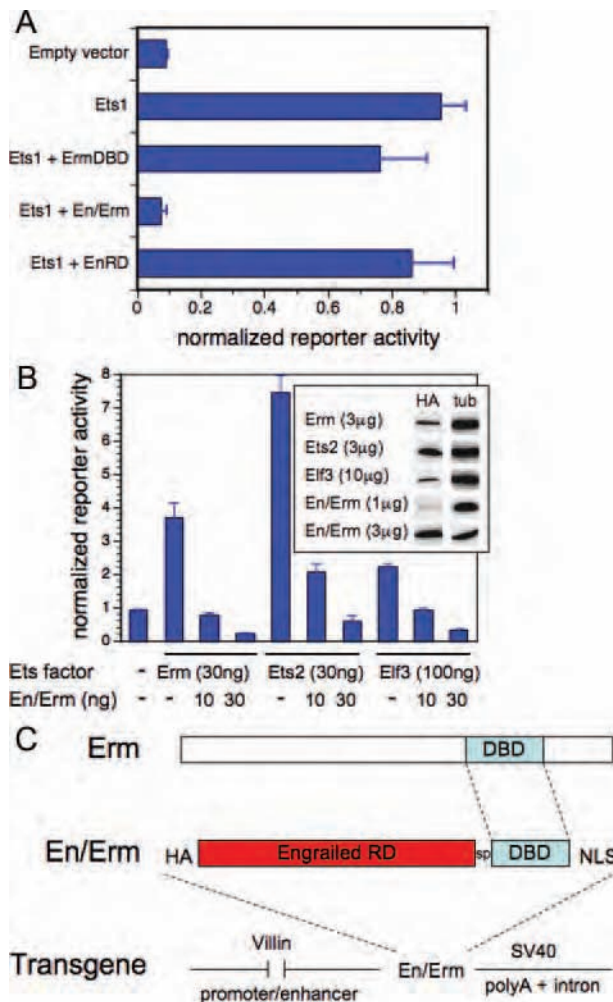 A
Empty vector
Ets1
Ets1 + ErmDBD
Ets1 + En/Erm
Ets1 + EnRD
0 0.2 0.4 0.6 0.8 1
normalized reporter activity
B
normalized reporter activity
8
7
6
5
4
3
2
1
0
HA tub
Erm (3µg)
Ets2 (3µg)
Elf3 (10µg)
En/Erm (1µg)
En/Erm (3µg)
Ets factor - Erm (30ng) Ets2 (30ng) Elf3 (100ng)
En/Erm (ng) - - 10 30 - 10 30 - 10 30
C
Erm DBD
En/Erm HA Engrailed RD sp DBD NLS
Villin SV40
Transgene En/Erm
promoter/enhancer polyA + intron